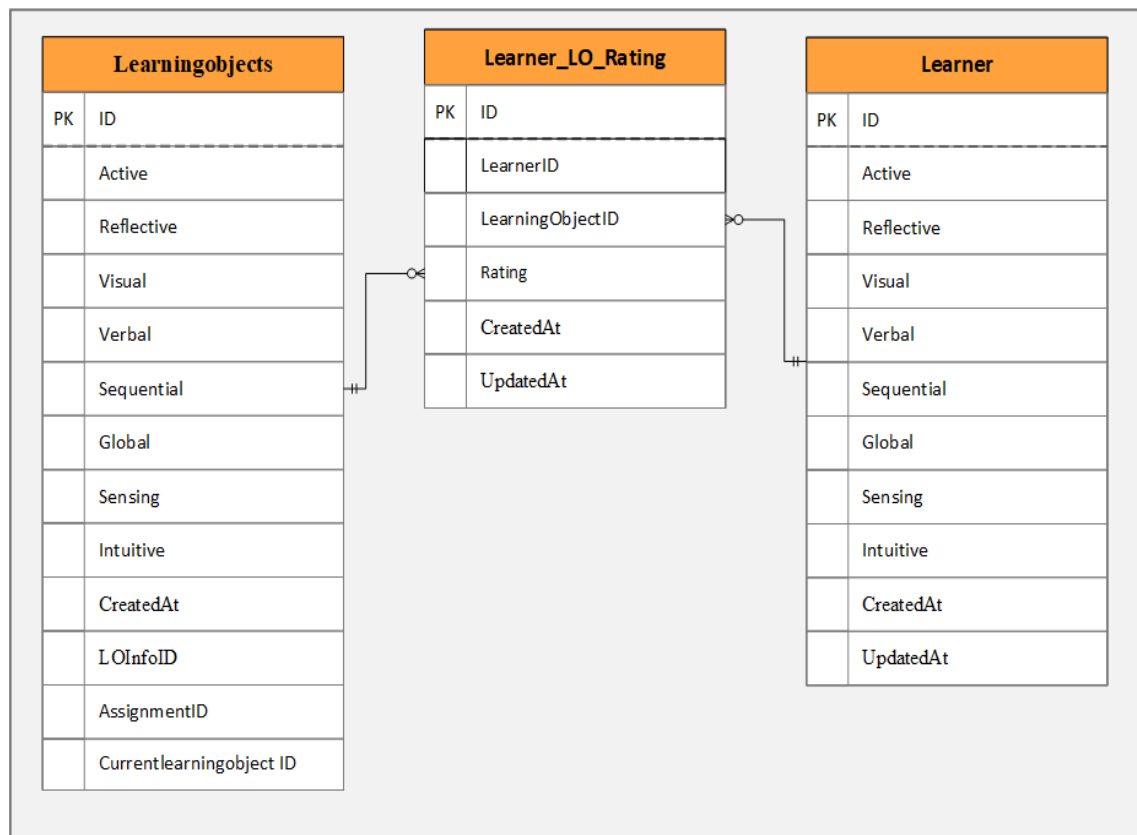 Learningobjects
PK ID
Active
Reflective
Visual
Verbal
Sequential
Global
Sensing
Intuitive
CreatedAt
LOInfoID
AssignmentID
Currentlearningobject ID
Learner_LO_Rating
PK ID
LearnerID
LearningObjectID
Rating
CreatedAt
UpdatedAt
Learner
PK ID
Active
Reflective
Visual
Verbal
Sequential
Global
Sensing
Intuitive
CreatedAt
UpdatedAt